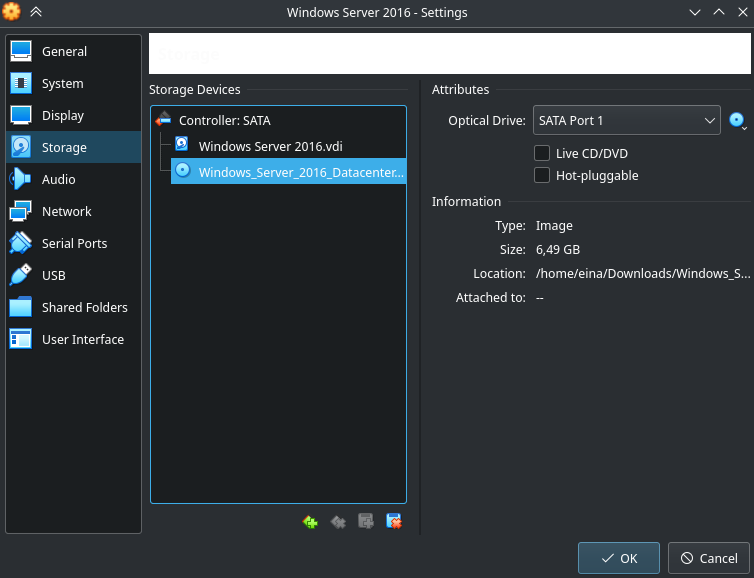 Windows Server 2016 - Settings
General
System
Display
Storage
Audio
Network
Serial Ports
USB
Shared Folders
User Interface
Storage Devices
Controller: SATA
Windows Server 2016.vdi
Windows_Server_2016_Datacenter...
Attributes
Optical Drive: SATA Port 1
Live CD/DVD
Hot-pluggable
Information
Type: Image
Size: 6,49 GB
Location: /home/eina/Downloads/Windows_S...
Attached to: --
OK
Cancel